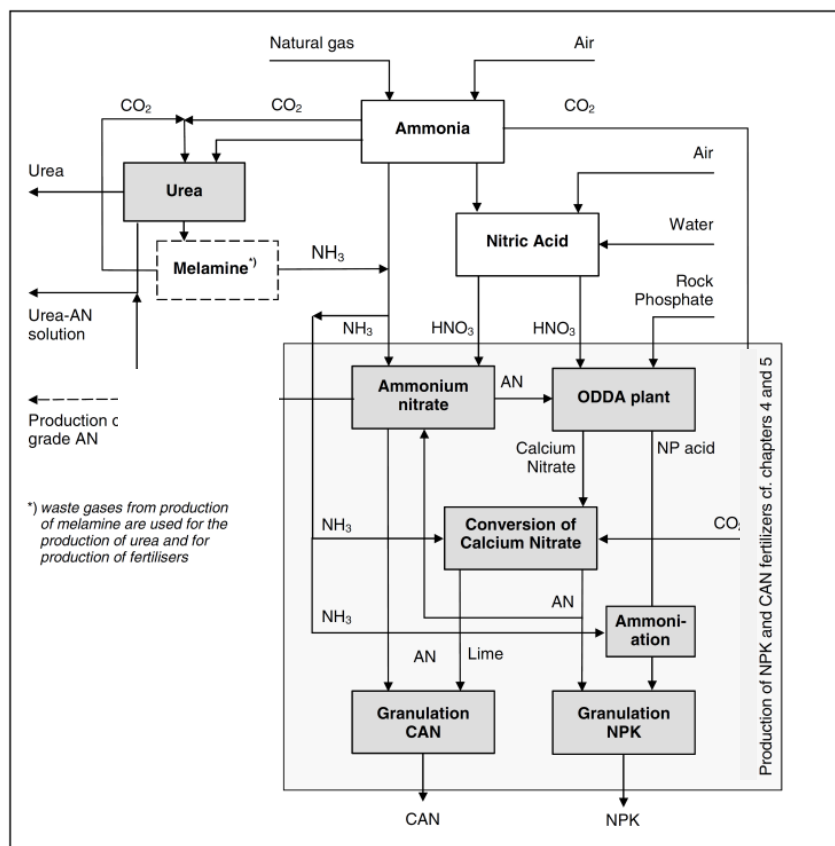 Natural gas
Air
CO₂
CO₂
Ammonia
CO₂
Urea
Urea
Air
Melamine*)
NH₃
Nitric Acid
Water
Urea-AN
solution
NH₃
HNO₃
HNO₃
Rock
Phosphate
Ammonium
nitrate
AN
ODDA plant
Production
grade AN
Calcium
Nitrate
NP acid
*) waste gases from production
of melamine are used for the
production of urea and for
production of fertilisers
NH₃
Conversion of
Calcium Nitrate
CO₂
AN
NH₃
Ammoni-
ation
AN
Lime
Granulation
CAN
Granulation
NPK
CAN
NPK
Production of NPK and CAN fertilizers cf. chapters 4 and 5